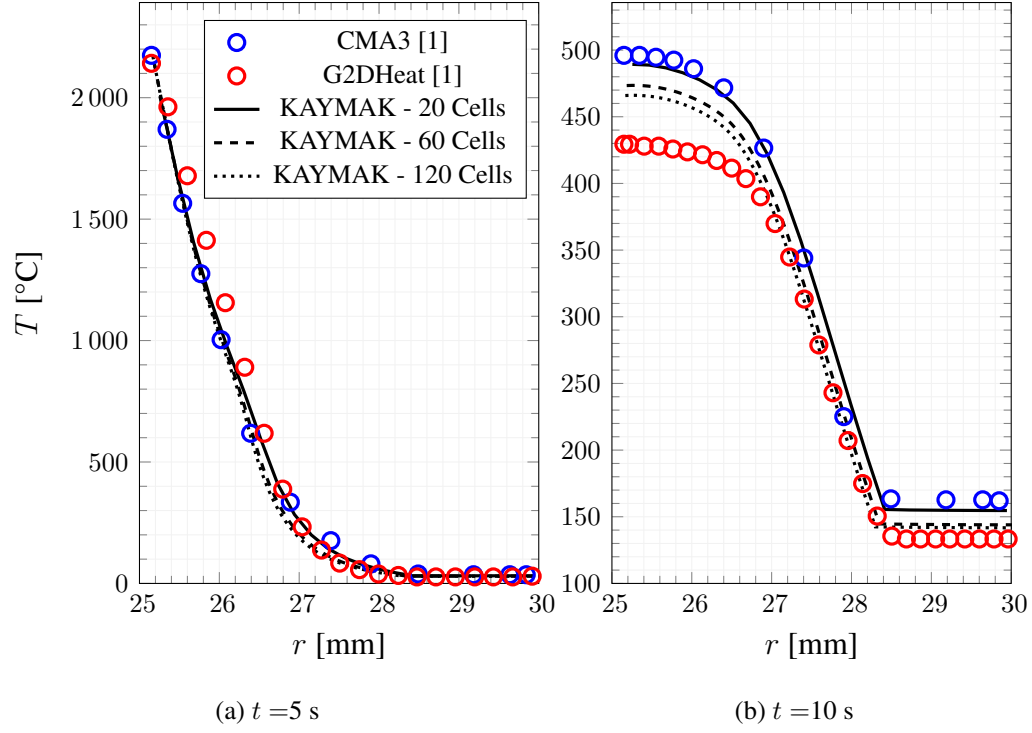 CMA3 [1]
G2DHeat [1]
KAYMAK - 20 Cells
KAYMAK - 60 Cells
KAYMAK - 120 Cells
T [°C]
2 000
1 500
1 000
500
0
25 26 27 28 29 30
r [mm]
(a) t =5 s
500
450
400
350
300
250
200
150
100
25 26 27 28 29 30
r [mm]
(b) t =10 s